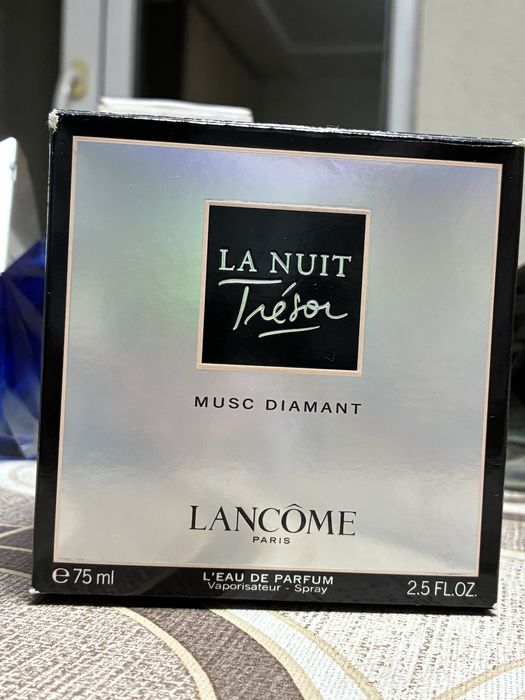 LA NUIT
Trésor
MUSC DIAMANT
LANCÔME
PARIS
℮ 75 ml
L'EAU DE PARFUM
Vaporisateur - Spray
2.5 FL.OZ.